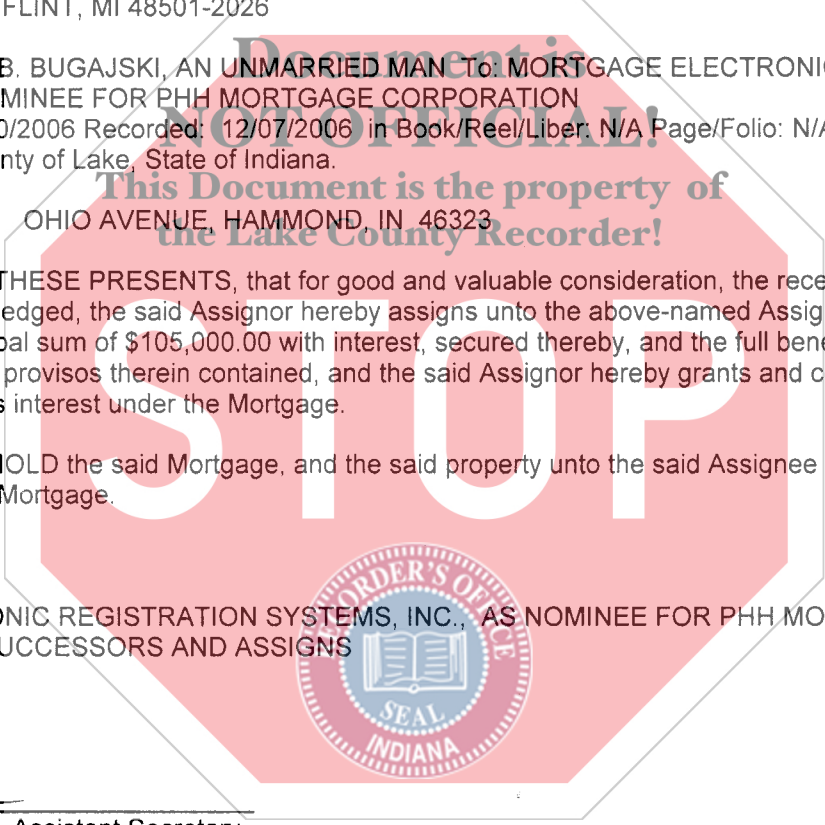 FLINT, MI 48501-2026
Document is
B. BUGAJSKI, AN UNMARRIED MAN To: MORTGAGE ELECTRONI
MINEE FOR PHH MORTGAGE CORPORATION
NOT OFFICIAL!
0/2006 Recorded: 12/07/2006 in Book/Reel/Liber: N/A Page/Folio: N/A
nty of Lake, State of Indiana.
This Document is the property of
OHIO AVENUE, HAMMOND, IN 46323
the Lake County Recorder!
THESE PRESENTS, that for good and valuable consideration, the rece
edged, the said Assignor hereby assigns unto the above-named Assig
pal sum of $105,000.00 with interest, secured thereby, and the full bene
provisos therein contained, and the said Assignor hereby grants and c
s interest under the Mortgage.
STOP
HOLD the said Mortgage, and the said property unto the said Assignee
Mortgage.
RECORDER'S OFFICE
ONIC REGISTRATION SYSTEMS, INC., AS NOMINEE FOR PHH MO
UCCESSORS AND ASSIGNS
SEAL
INDIANA
Assistant Secretary